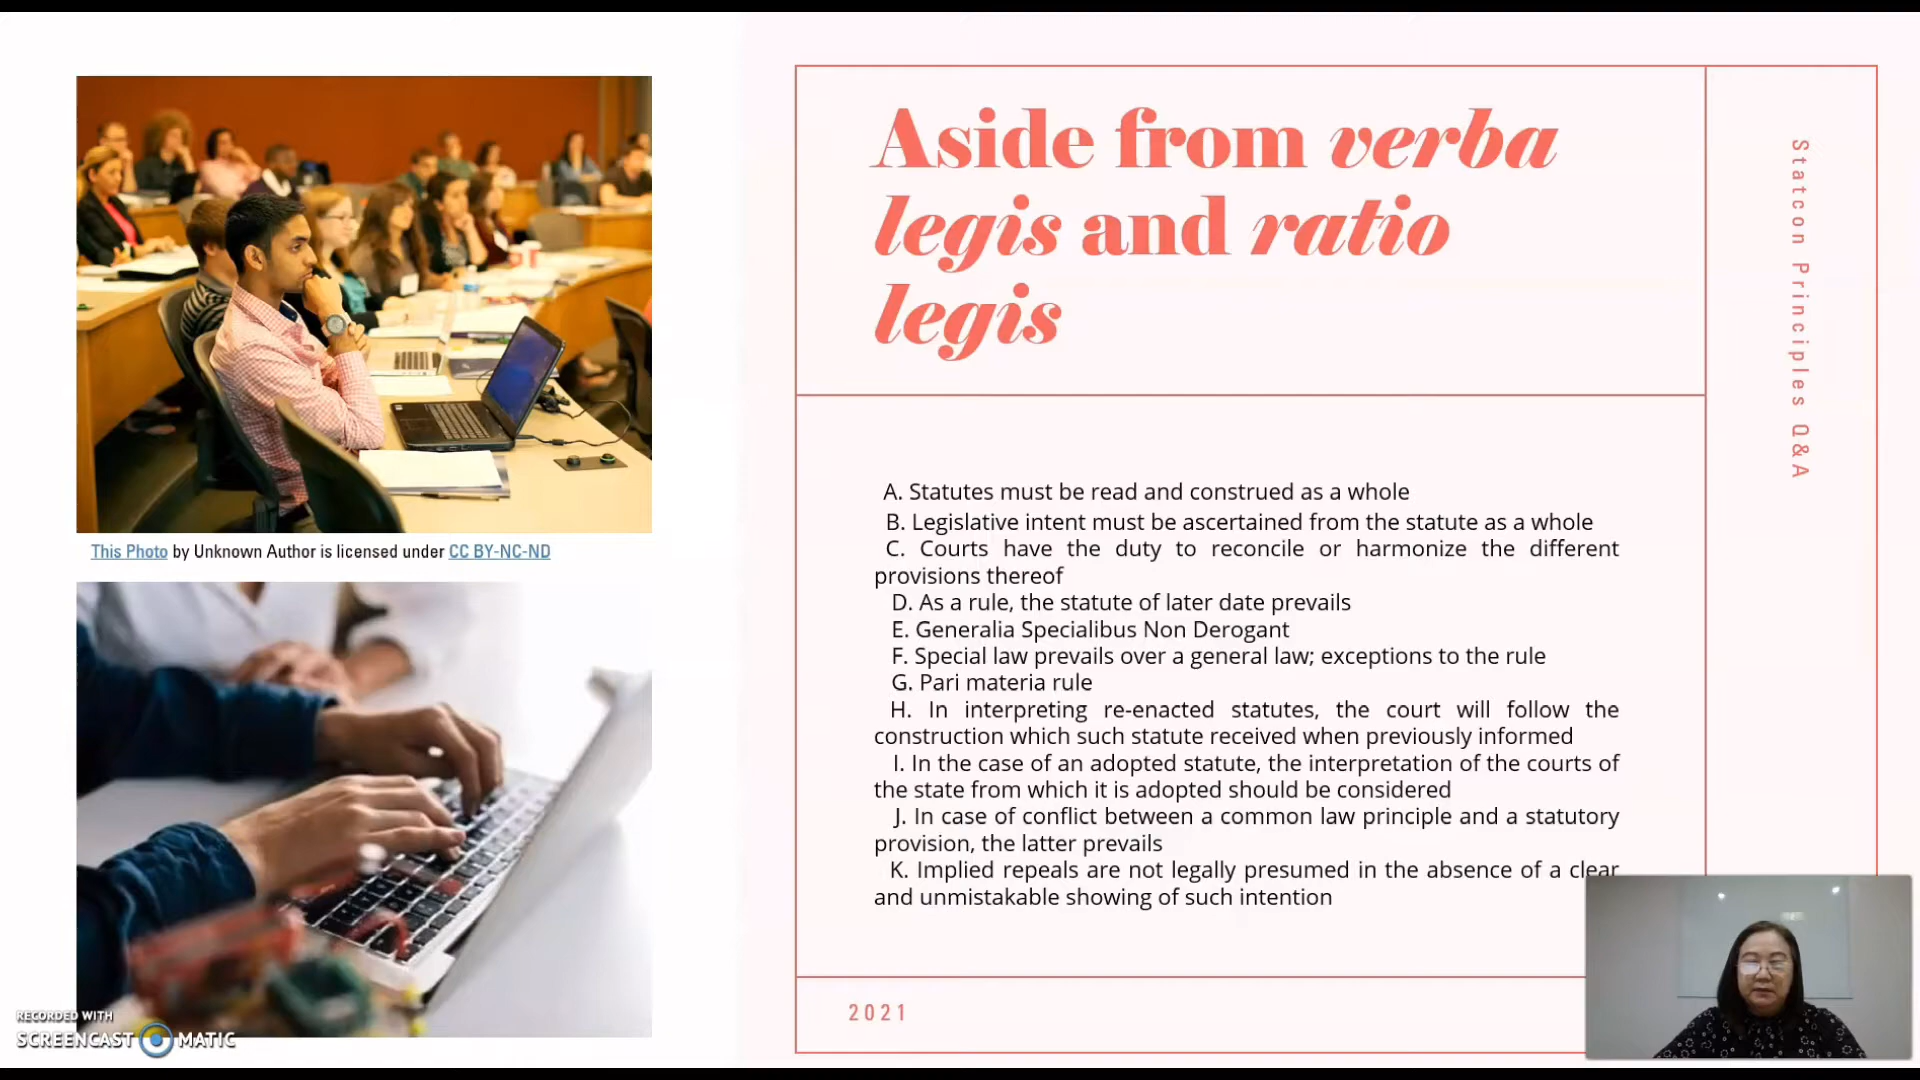 Aside from verba
legis and ratio
legis
Statcon Principles Q&A
A. Statutes must be read and construed as a whole
B. Legislative intent must be ascertained from the statute as a whole
C. Courts have the duty to reconcile or harmonize the different
provisions thereof
D. As a rule, the statute of later date prevails
E. Generalia Specialibus Non Derogant
F. Special law prevails over a general law; exceptions to the rule
G. Pari materia rule
H. In interpreting re-enacted statutes, the court will follow the
construction which such statute received when previously informed
I. In the case of an adopted statute, the interpretation of the courts of
the state from which it is adopted should be considered
J. In case of conflict between a common law principle and a statutory
provision, the latter prevails
K. Implied repeals are not legally presumed in the absence of a clear
and unmistakable showing of such intention
2021
This Photo by Unknown Author is licensed under CC BY-NC-ND
RECORDED WITH
SCREENCAST MATIC